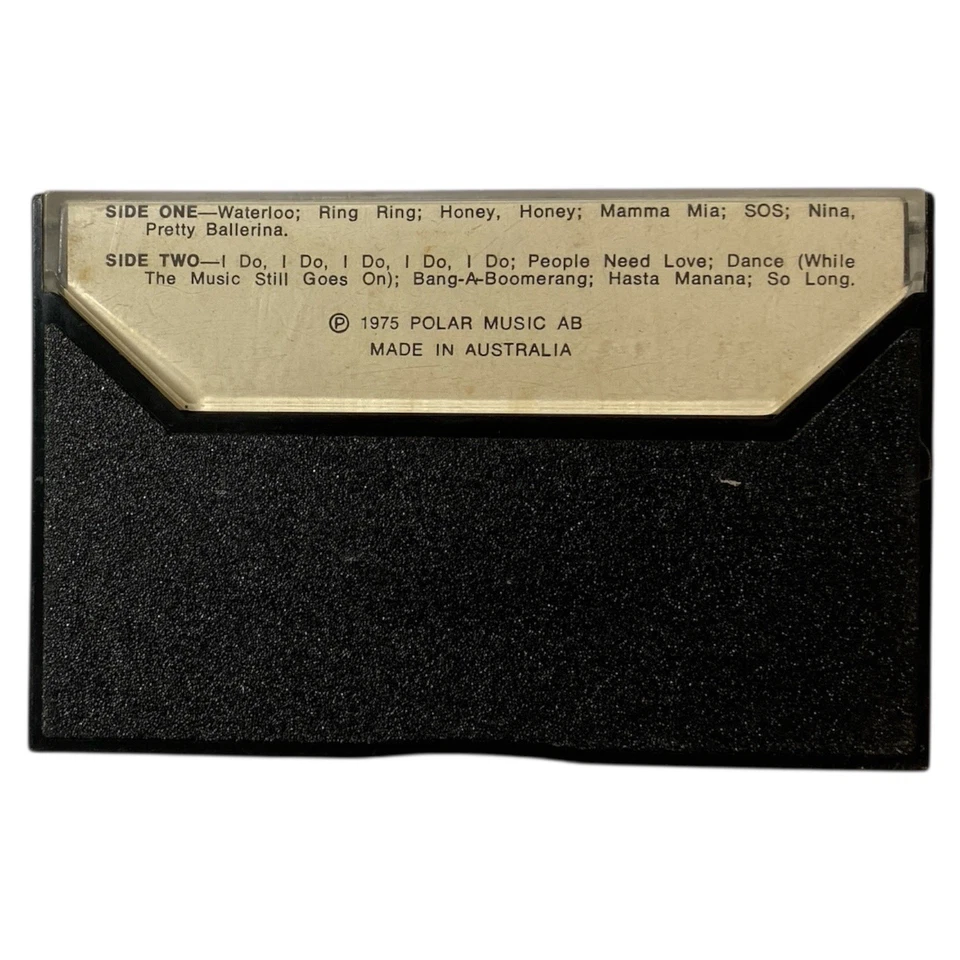 SIDE ONE—Waterloo; Ring Ring; Honey, Honey; Mamma Mia; SOS; Nina,
Pretty Ballerina.
SIDE TWO—I Do, I Do, I Do, I Do, I Do; People Need Love; Dance (While
The Music Still Goes On); Bang-A-Boomerang; Hasta Manana; So Long.
℗ 1975 POLAR MUSIC AB
MADE IN AUSTRALIA